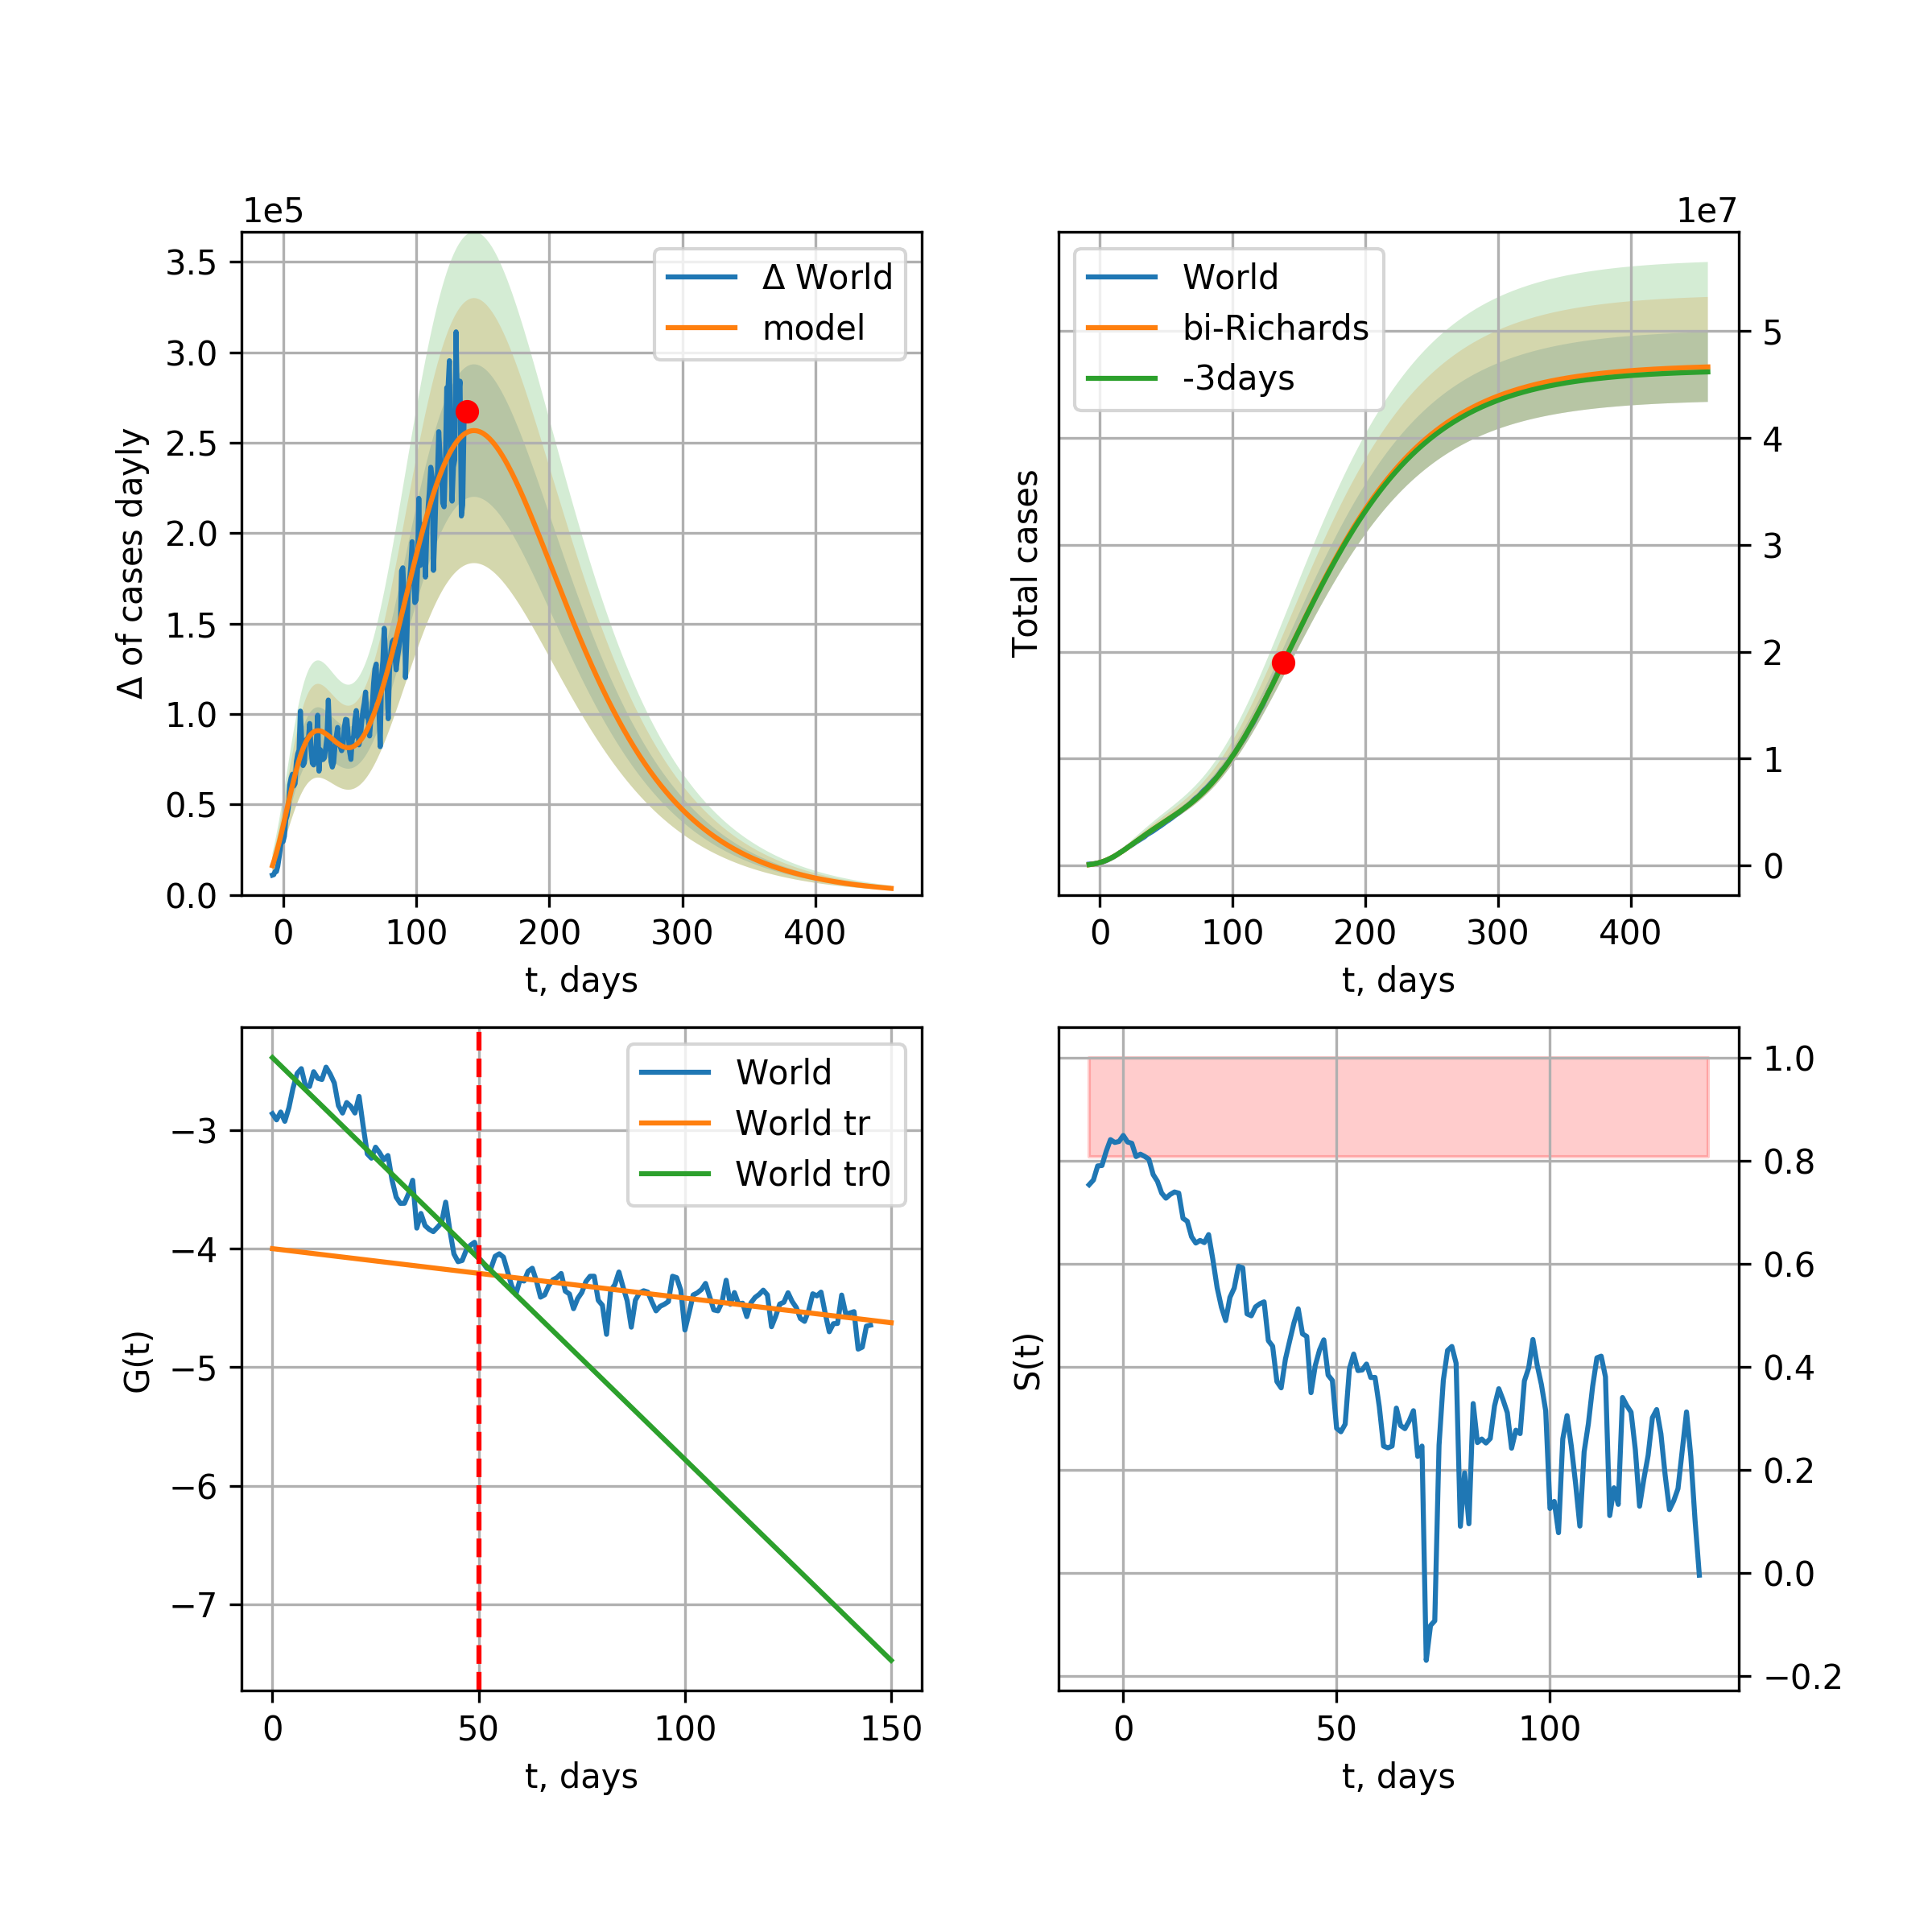 1e5
3.5
3.0
2.5
2.0
1.5
1.0
0.5
0.0
Δ of cases dayly
Δ World
model
0 100 200 300 400
t, days
1e7
World
bi-Richards
-3days
Total cases
5
4
3
2
1
0
0 100 200 300 400
t, days
World
World tr
World tr0
G(t)
−3
−4
−5
−6
−7
0 50 100 150
t, days
S(t)
1.0
0.8
0.6
0.4
0.2
0.0
−0.2
0 50 100
t, days